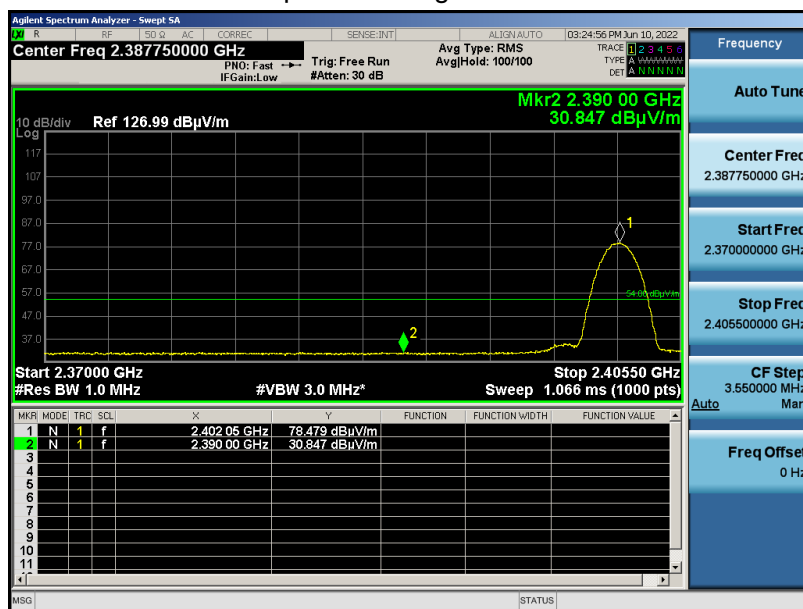 Agilent Spectrum Analyzer - Swept SA
LXI R RF 50 Ω AC CORREC SENSE:INT ALIGN AUTO 03:24:56 PM Jun 10, 2022
Center Freq 2.387750000 GHz
PNO: Fast
IFGain:Low
Trig: Free Run
#Atten: 30 dB
Avg Type: RMS
Avg|Hold: 100/100
TRACE 1 2 3 4 5 6
TYPE A WWWWW
DET A N N N N N
Mkr2 2.390 00 GHz
30.847 dBµV/m
10 dB/div Ref 126.99 dBµV/m
Log
117
107
97.0
87.0
77.0
67.0
57.0
47.0
37.0
1
54.00 dBµV/m
2
Start 2.37000 GHz Stop 2.40550 GHz
#Res BW 1.0 MHz #VBW 3.0 MHz* Sweep 1.066 ms (1000 pts)
MKR MODE TRC SCL X Y FUNCTION FUNCTION WIDTH FUNCTION VALUE
1 N 1 f 2.402 05 GHz 78.479 dBµV/m
2 N 1 f 2.390 00 GHz 30.847 dBµV/m
3
4
5
6
7
8
9
10
11
MSG STATUS
Frequency
Auto Tune
Center Freq
2.387750000 GHz
Start Freq
2.370000000 GHz
Stop Freq
2.405500000 GHz
CF Step
3.550000 MHz
Auto Man
Freq Offset
0 Hz